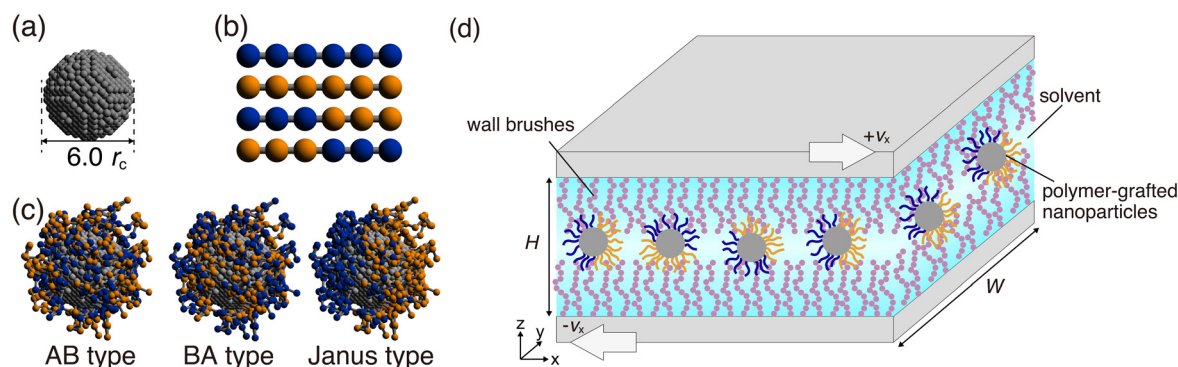 (a)
6.0 rc
(b)
(c)
AB type
BA type
Janus type
(d)
wall brushes
+vx
solvent
polymer-grafted
nanoparticles
H
W
-vx
z
y
x